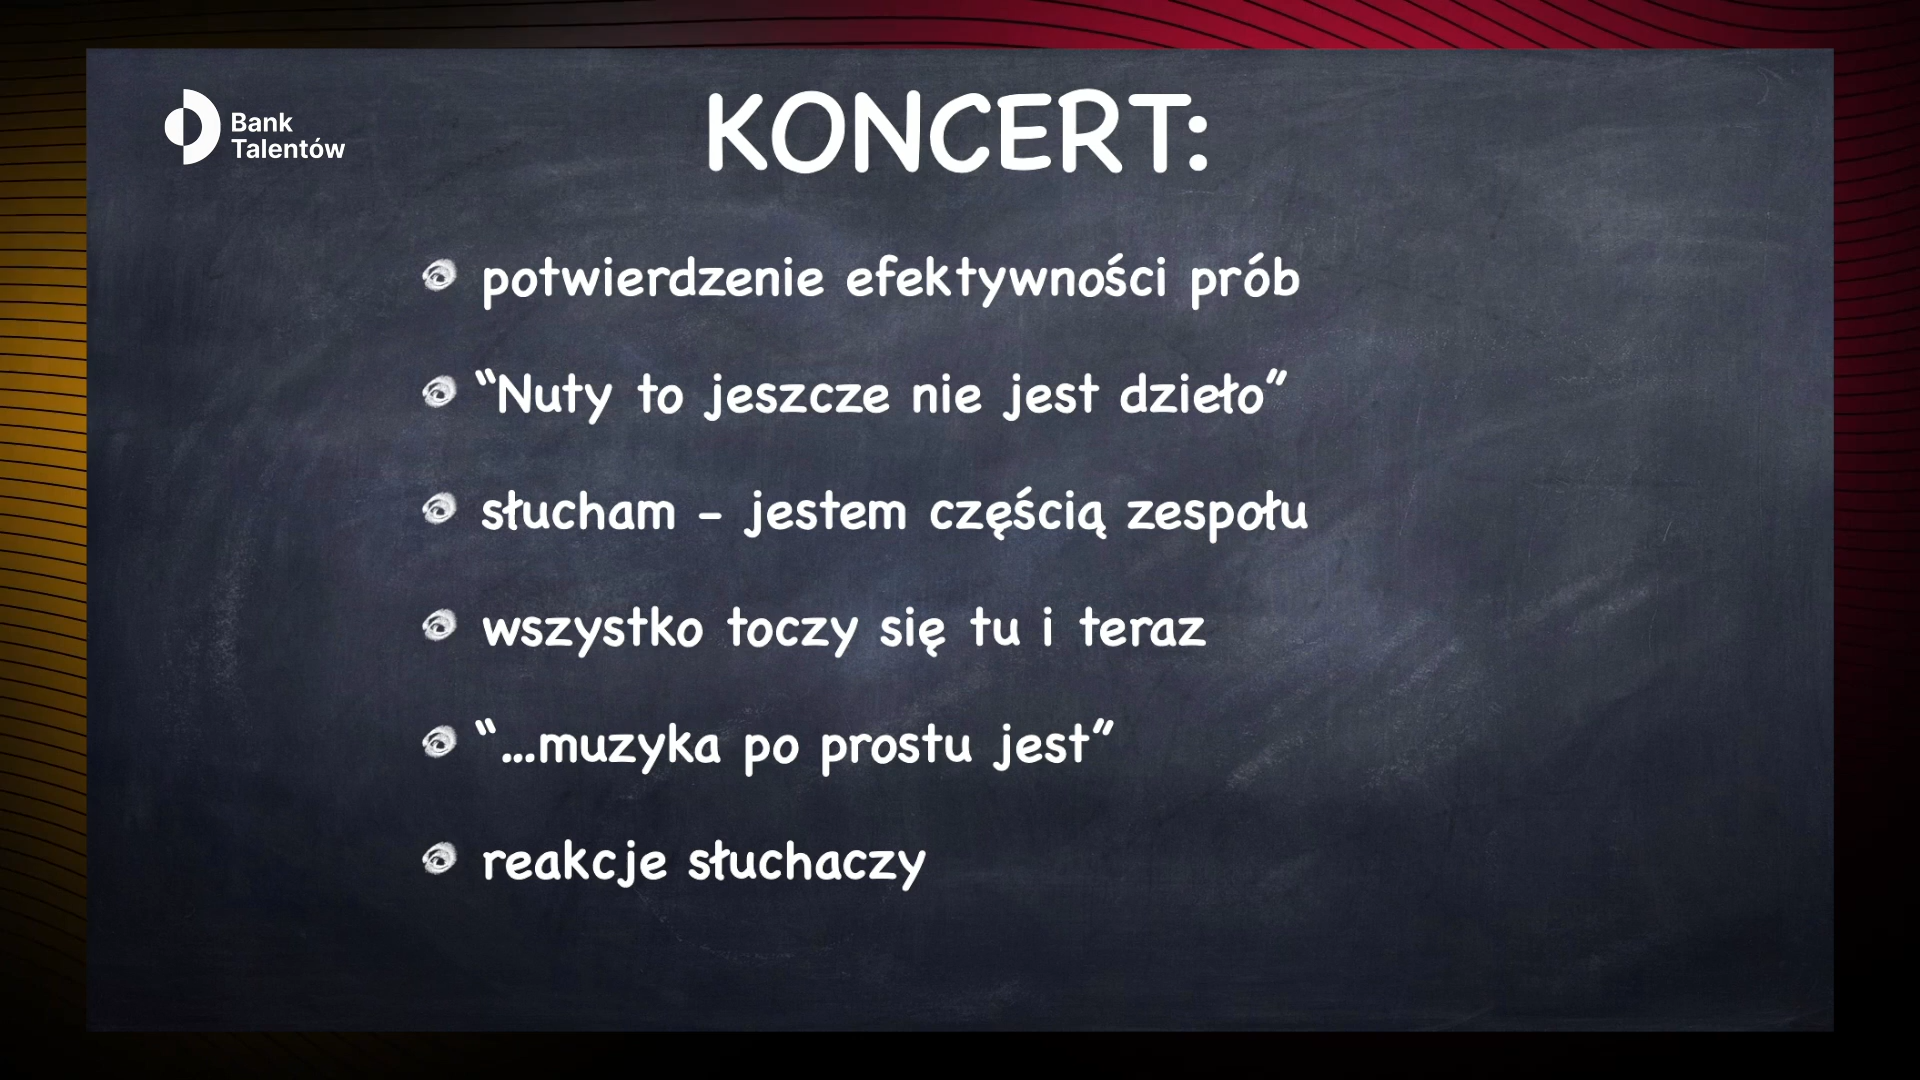 Bank
Talentów
KONCERT:
potwierdzenie efektywności prób
“Nuty to jeszcze nie jest dzieło”
słucham - jestem częścią zespołu
wszystko toczy się tu i teraz
“...muzyka po prostu jest”
reakcje słuchaczy